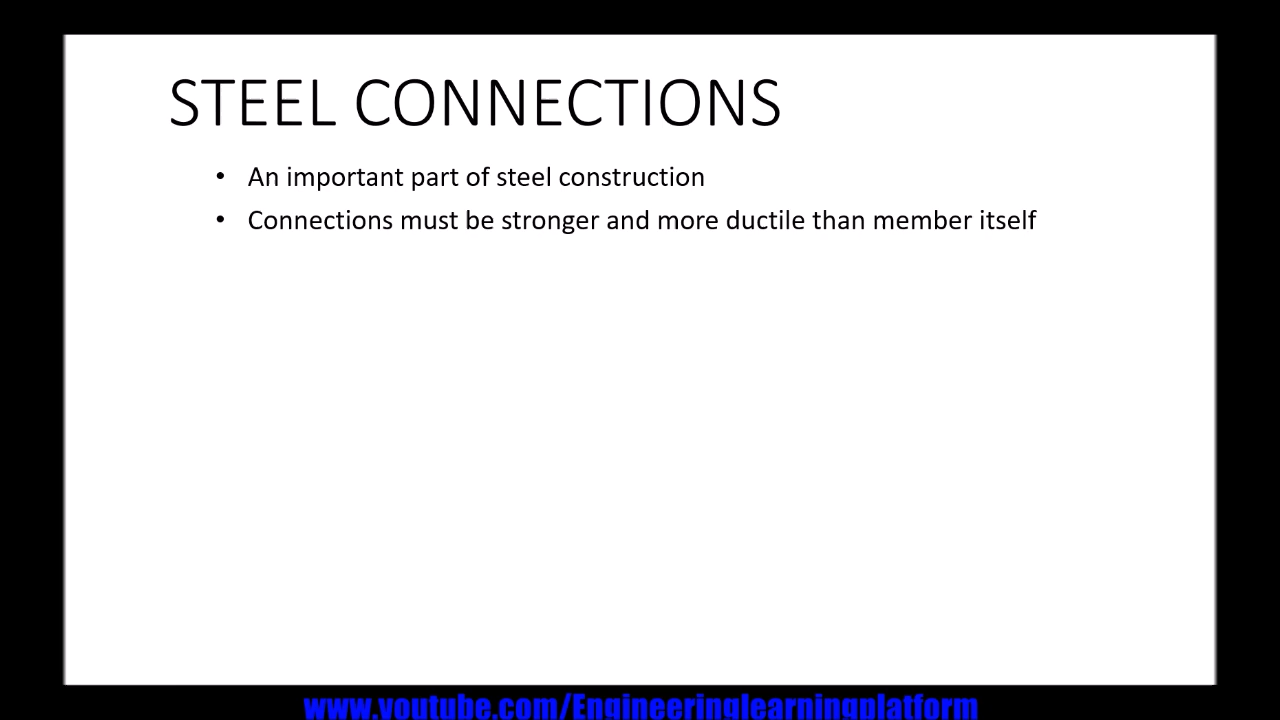 STEEL CONNECTIONS
• An important part of steel construction
• Connections must be stronger and more ductile than member itself
www.youtube.com/Engineeringlearningplatform